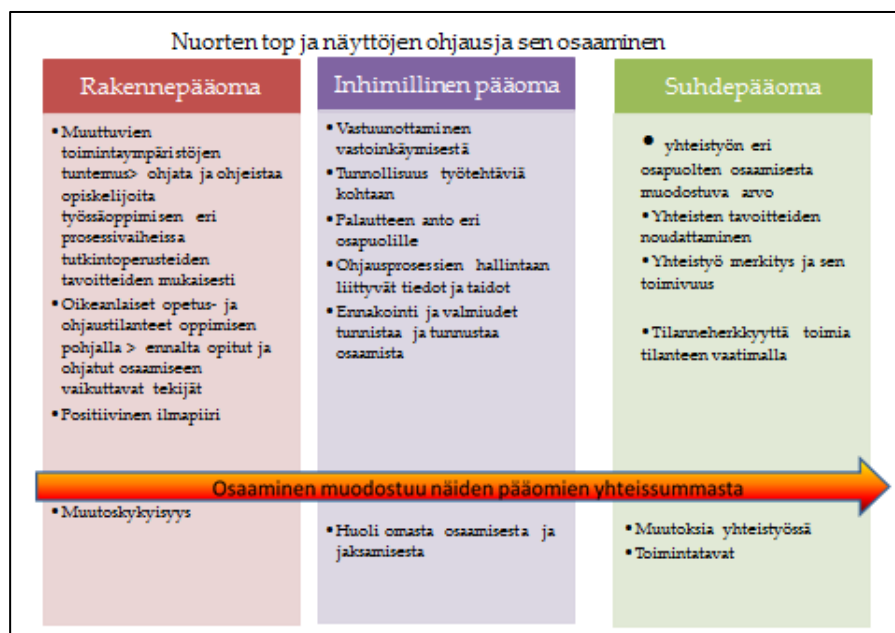 Nuorten top ja näyttöjen ohjaus ja sen osaaminen
Rakennepääoma
• Muuttuvien
toimintaympäristöjen
tuntemus> ohjata ja ohjeistaa
opiskelijoita
työssäoppimisen eri
prosessivaiheissa
tutkintoperusteiden
tavoitteiden mukaisesti
• Oikeanlaiset opetus- ja
ohjaustilanteet oppimisen
pohjalla > ennalta opitut ja
ohjatut osaamiseen
vaikuttavat tekijät
• Positiivinen ilmapiiri
Inhimillinen pääoma
• Vastuunottaminen
vastoinkäymisestä
• Tunnollisuus työtehtäviä
kohtaan
• Palautteen anto eri
osapuolille
• Ohjausprosessien hallintaan
liittyvät tiedot ja taidot
• Ennakointi ja valmiudet
tunnistaa ja tunnustaa
osaamista
Suhdepääoma
• yhteistyön eri
osapuolten osaamisesta
muodostuva arvo
• Yhteisten tavoitteiden
noudattaminen
• Yhteistyö merkitys ja sen
toimivuus
• Tilanneherkkyyttä toimia
tilanteen vaatimalla
Osaaminen muodostuu näiden pääomien yhteissummasta
• Muutoskykyisyys
• Huoli omasta osaamisesta ja
jaksamisesta
• Muutoksia yhteistyössä
• Toimintatavat